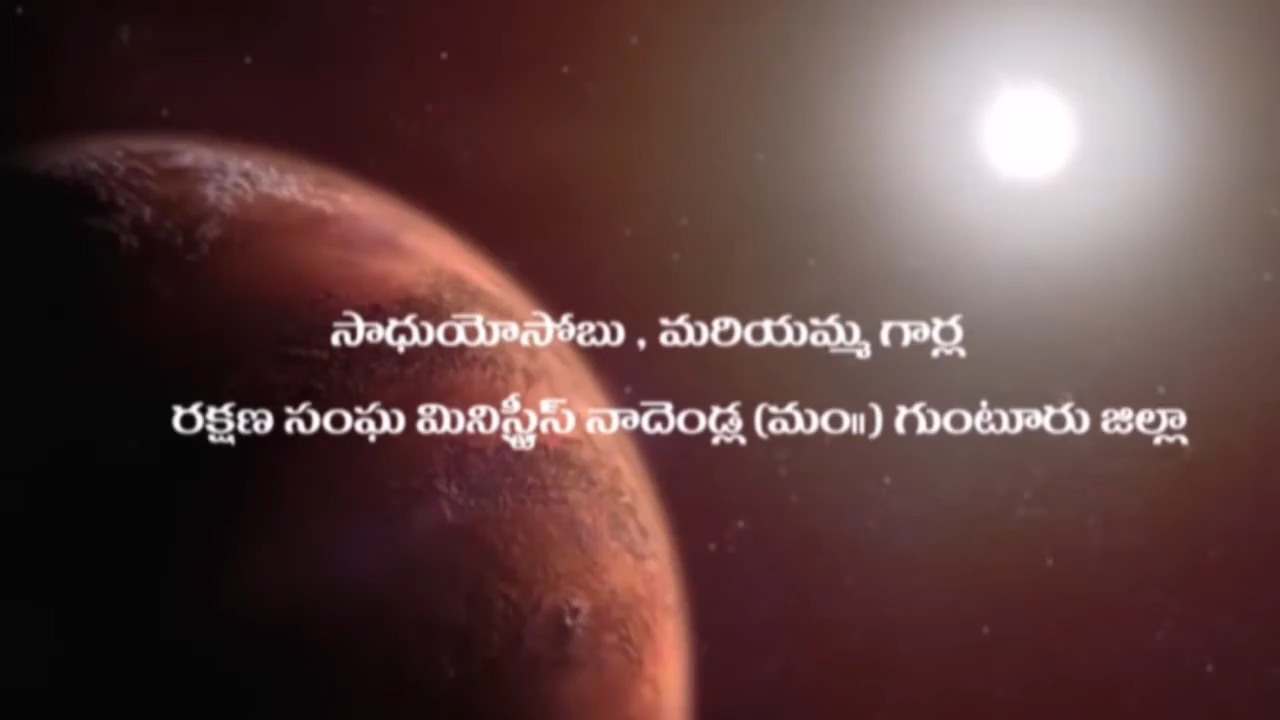 సాధుయోసోబు , మరియమ్మ గార్ల
రక్షణ సంఘ మినిస్ట్రీస్ నాదెండ్ల (మం॥) గుంటూరు జిల్లా